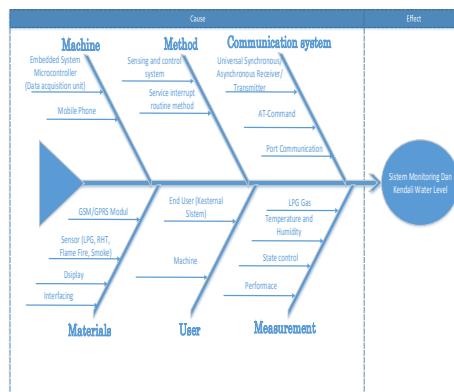 Cause
Effect
Machine
Method
Communication system
Embedded System
Microcontroller
(Data acquisition unit)
Mobile Phone
Sensing and control
system
Service interrupt
routine method
Universal Synchronous/
Asynchronous Receiver/
Transmitter
AT-Command
Port Communication
Sistem Monitoring Dan
Kendali Water Level
GSM/GPRS Modul
Sensor (LPG, RHT,
Flame Fire, Smoke)
Dsiplay
Interfacing
End User (Kesternal
Sistem)
Machine
LPG Gas
Temperature and
Humidity
State control
Performace
Materials
User
Measurement